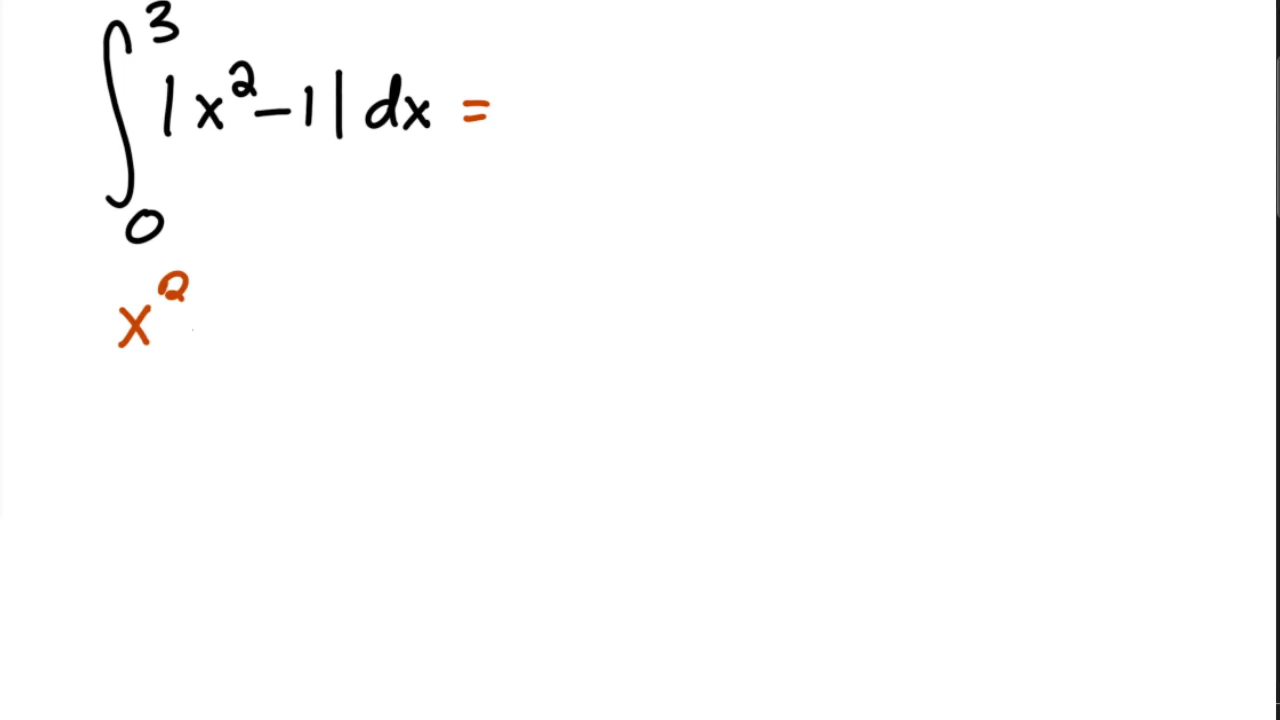 ∫₀³ |x²-1| dx =
x²